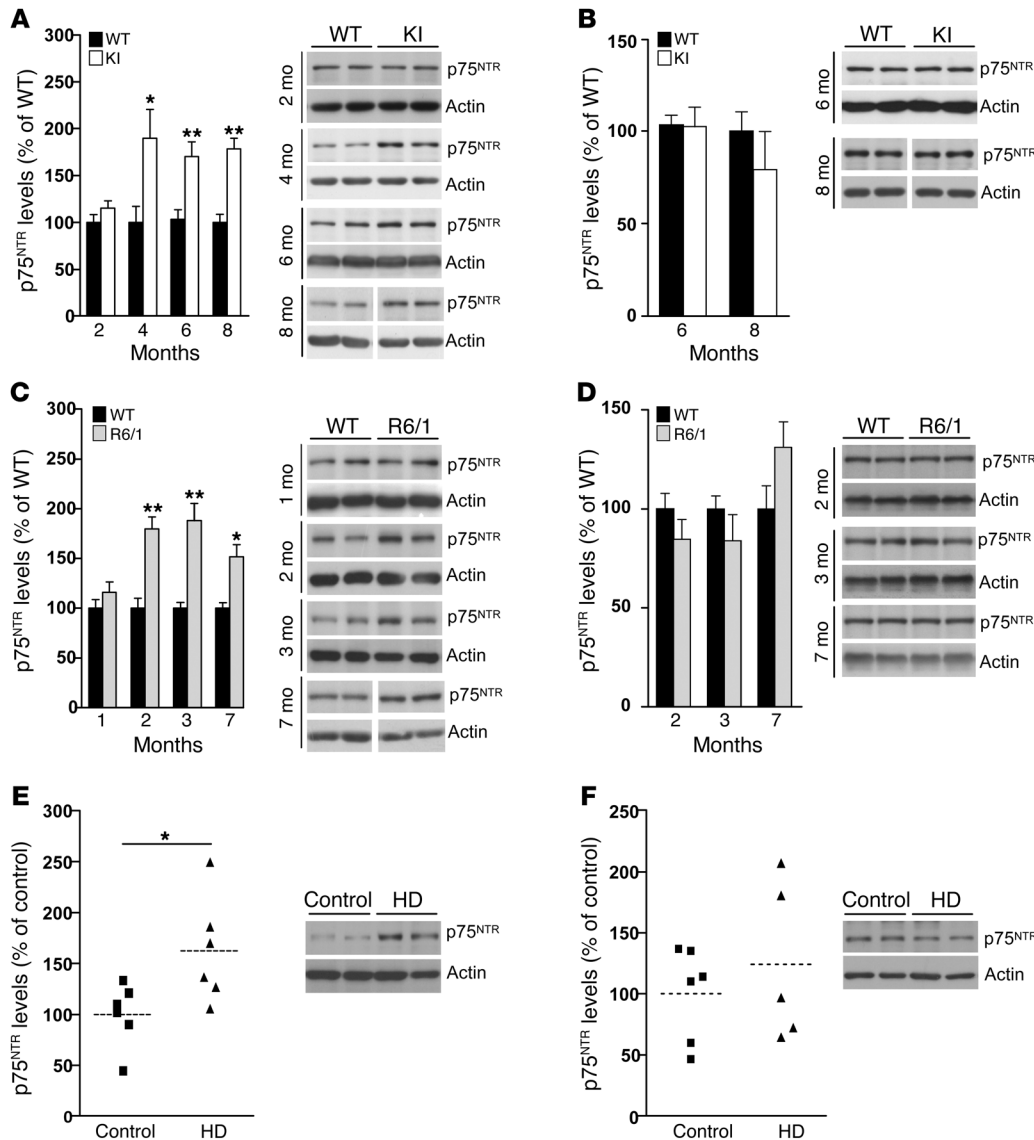 A
p75NTR levels (% of WT)
300
250
200
150
100
50
0
WT
KI
*
**
**
2 4 6 8
Months
WT KI
2 mo
p75NTR
Actin
4 mo
p75NTR
Actin
6 mo
p75NTR
Actin
8 mo
p75NTR
Actin
B
p75NTR levels (% of WT)
150
100
50
0
WT
KI
6 8
Months
WT KI
6 mo
p75NTR
Actin
8 mo
p75NTR
Actin
C
p75NTR levels (% of WT)
300
250
200
150
100
50
0
WT
R6/1
**
**
*
1 2 3 7
Months
WT R6/1
1 mo
p75NTR
Actin
2 mo
p75NTR
Actin
3 mo
p75NTR
Actin
7 mo
p75NTR
Actin
D
p75NTR levels (% of WT)
150
100
50
0
WT
R6/1
2 3 7
Months
WT R6/1
2 mo
p75NTR
Actin
3 mo
p75NTR
Actin
7 mo
p75NTR
Actin
E
p75NTR levels (% of control)
300
250
200
150
100
50
0
*
Control HD
Control HD
p75NTR
Actin
F
p75NTR levels (% of control)
250
200
150
100
50
0
Control HD
Control HD
p75NTR
Actin